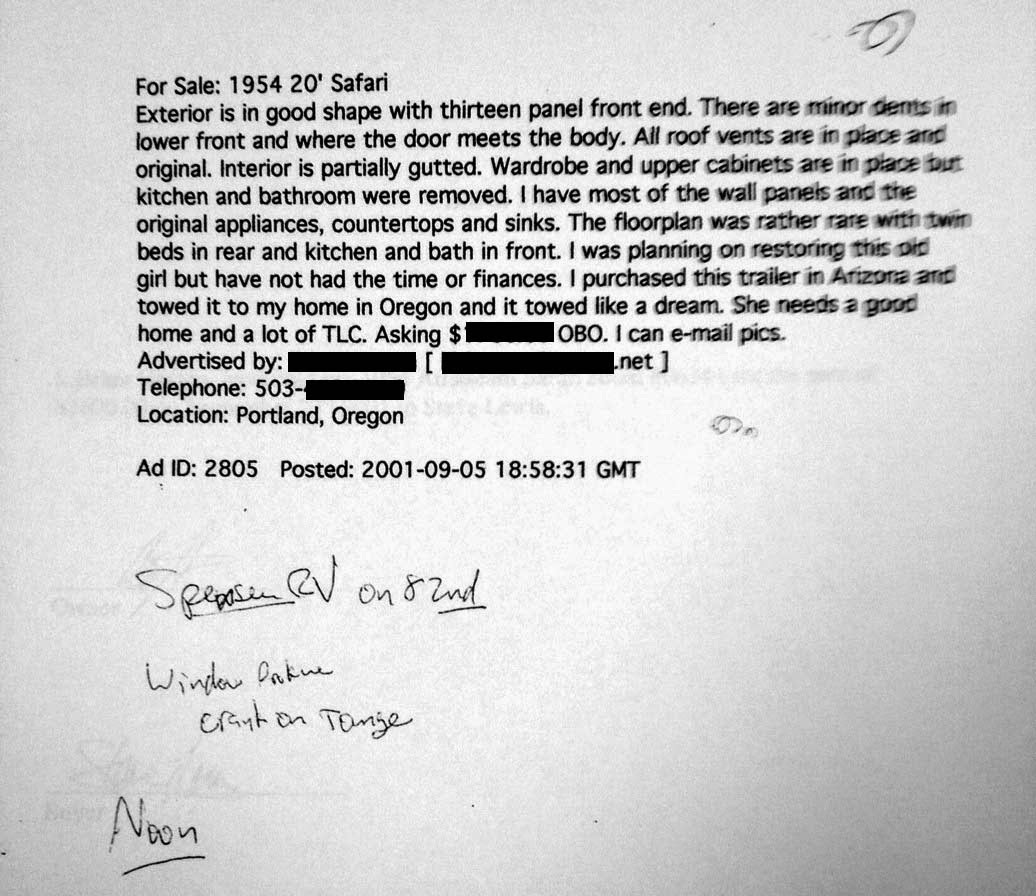 For Sale: 1954 20' Safari
Exterior is in good shape with thirteen panel front end. There are minor dents in
lower front and where the door meets the body. All roof vents are in place and
original. Interior is partially gutted. Wardrobe and upper cabinets are in place but
kitchen and bathroom were removed. I have most of the wall panels and the
original appliances, countertops and sinks. The floorplan was rather rare with twin
beds in rear and kitchen and bath in front. I was planning on restoring this old
girl but have not had the time or finances. I purchased this trailer in Arizona and
towed it to my home in Oregon and it towed like a dream. She needs a good
home and a lot of TLC. Asking $ OBO. I can e-mail pics.
Advertised by: [ .net ]
Telephone: 503-
Location: Portland, Oregon
Ad ID: 2805 Posted: 2001-09-05 18:58:31 GMT
RV on 82nd
Window
on
Owner
Buyer
Noon